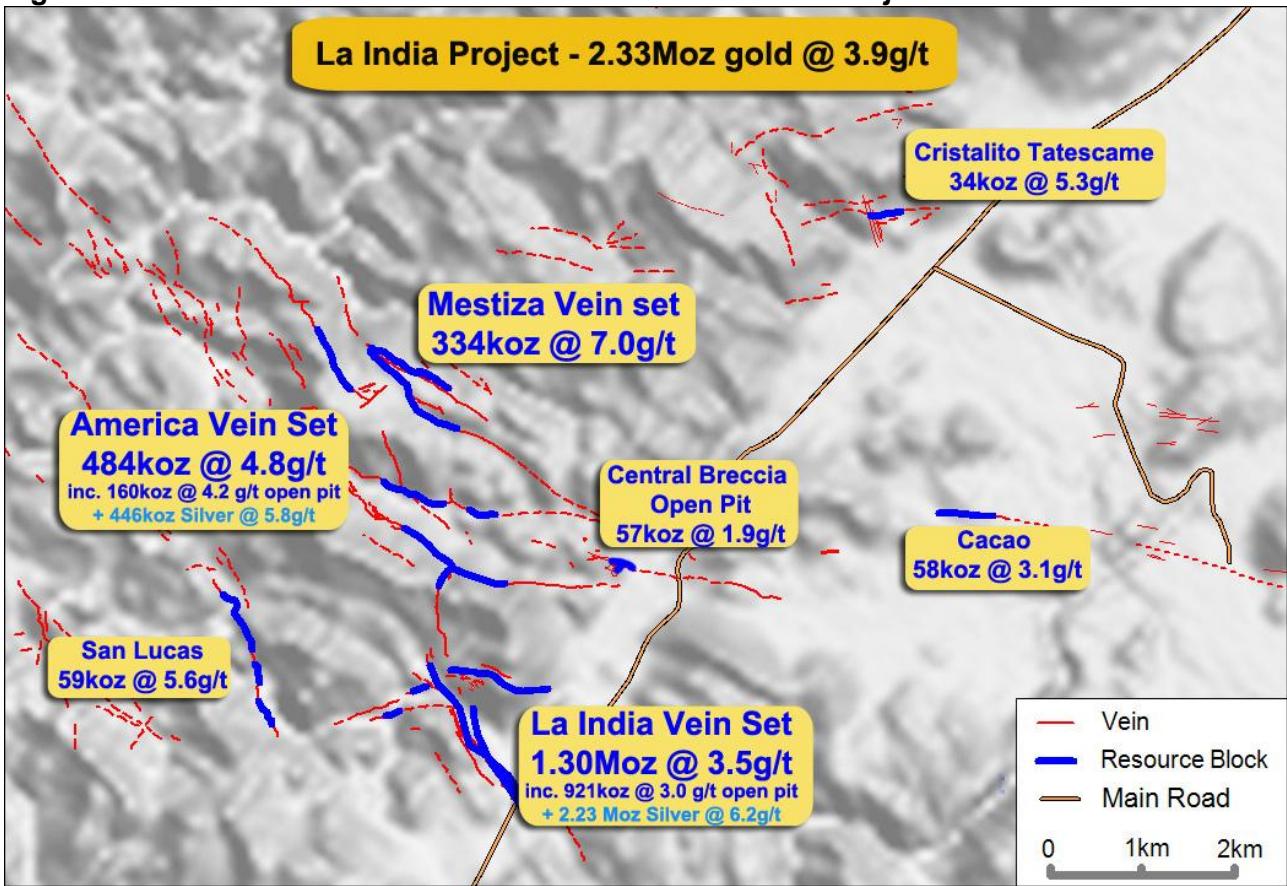 La India Project - 2.33Moz gold @ 3.9g/t
Cristalito Tatescame
34koz @ 5.3g/t
Mestiza Vein set
334koz @ 7.0g/t
America Vein Set
484koz @ 4.8g/t
inc. 160koz @ 4.2 g/t open pit
+ 446koz Silver @ 5.8g/t
Central Breccia
Open Pit
57koz @ 1.9g/t
Cacao
58koz @ 3.1g/t
San Lucas
59koz @ 5.6g/t
La India Vein Set
1.30Moz @ 3.5g/t
inc. 921koz @ 3.0 g/t open pit
+ 2.23 Moz Silver @ 6.2g/t
Vein
Resource Block
Main Road
0 1km 2km